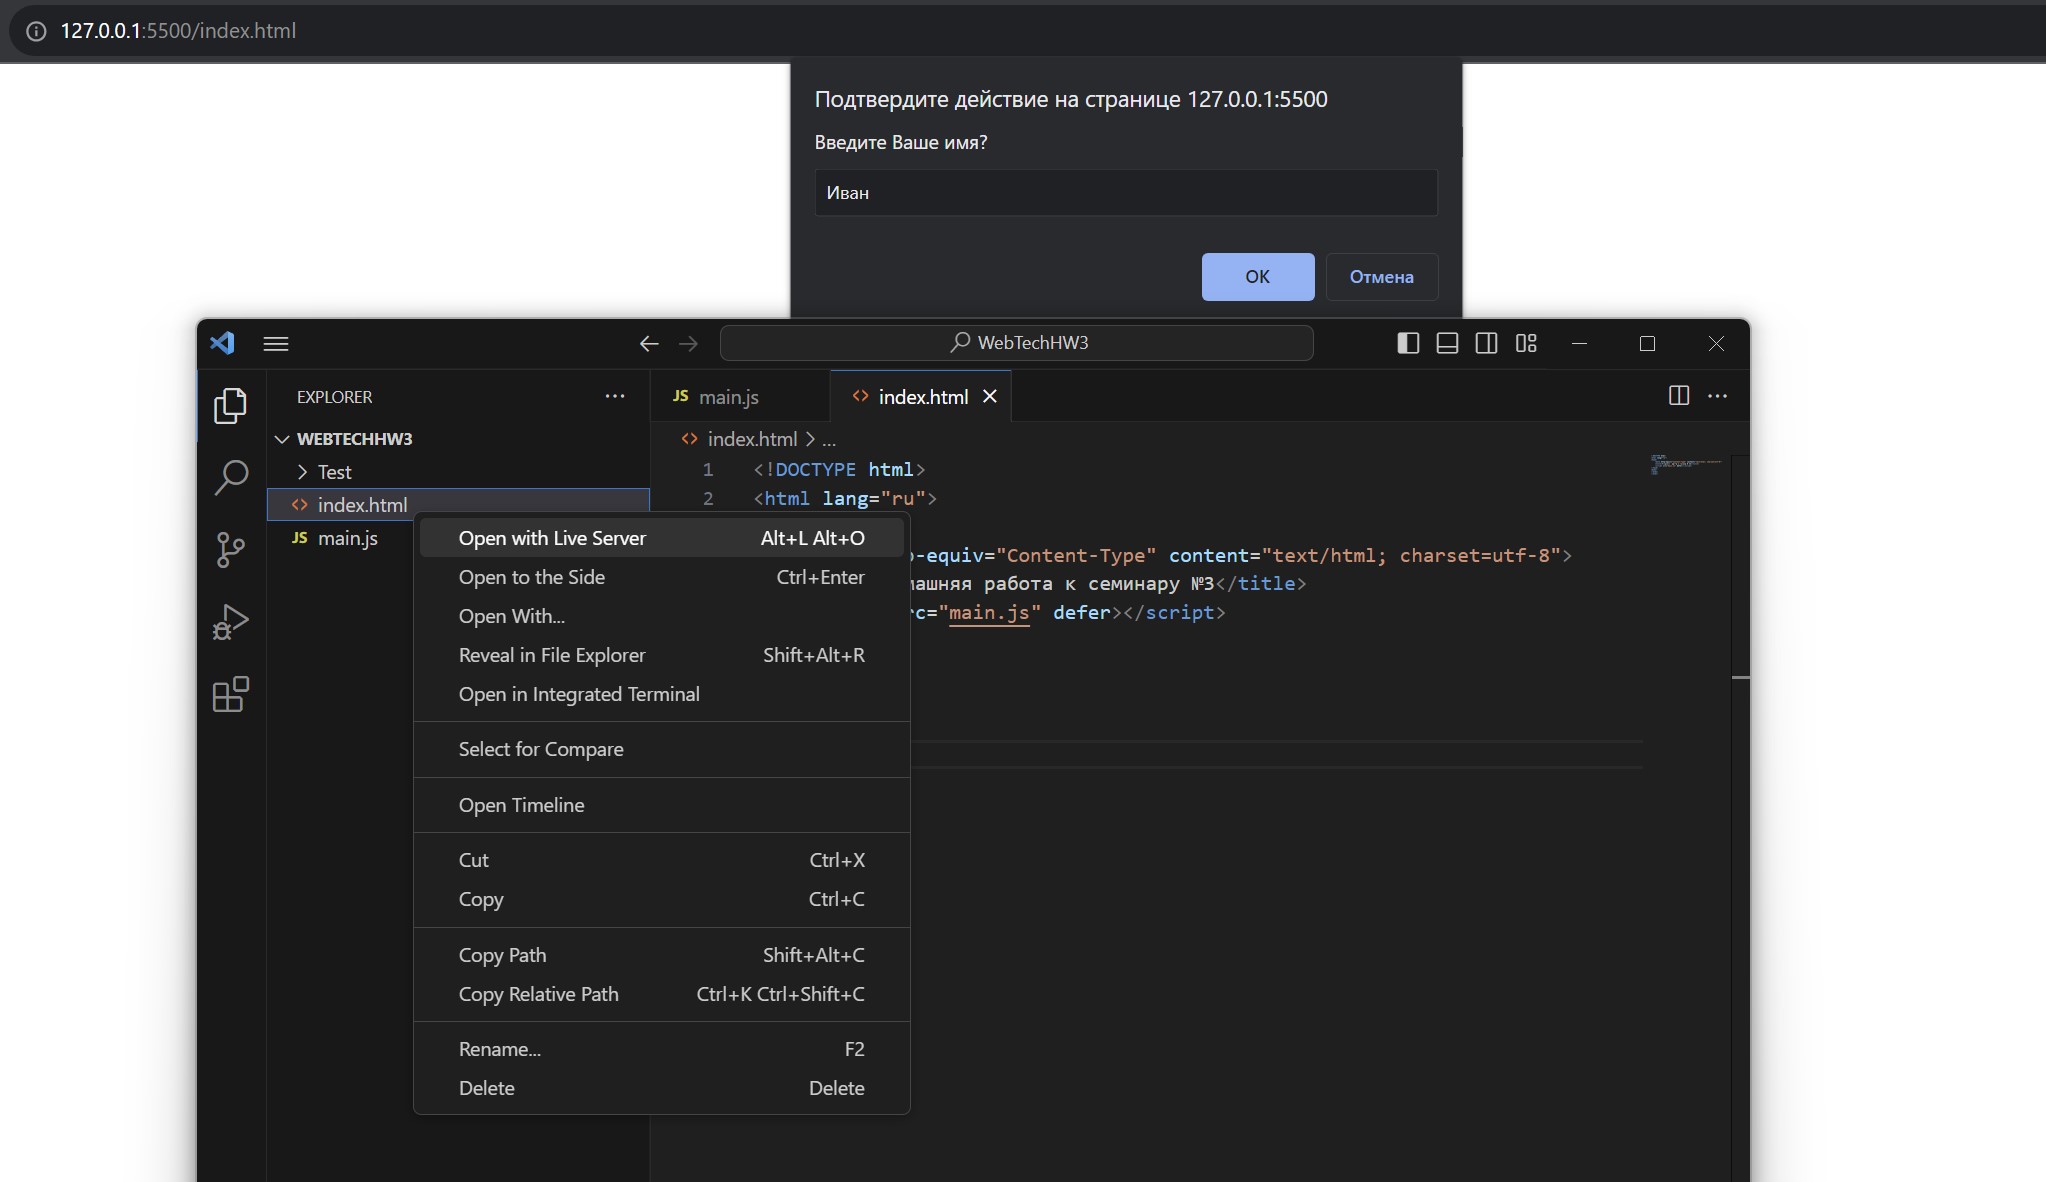 127.0.0.1:5500/index.html
Подтвердите действие на странице 127.0.0.1:5500
Введите Ваше имя?
Иван
ОК
Отмена
WebTechHW3
EXPLORER
WEBTECHHW3
Test
index.html
JS main.js
JS main.js
index.html
index.html > ...
1 <!DOCTYPE html>
2 <html lang="ru">
-equiv="Content-Type" content="text/html; charset=utf-8">
ашняя работа к семинару №3</title>
c="main.js" defer></script>
Open with Live Server Alt+L Alt+O
Open to the Side Ctrl+Enter
Open With...
Reveal in File Explorer Shift+Alt+R
Open in Integrated Terminal
Select for Compare
Open Timeline
Cut Ctrl+X
Copy Ctrl+C
Copy Path Shift+Alt+C
Copy Relative Path Ctrl+K Ctrl+Shift+C
Rename... F2
Delete Delete